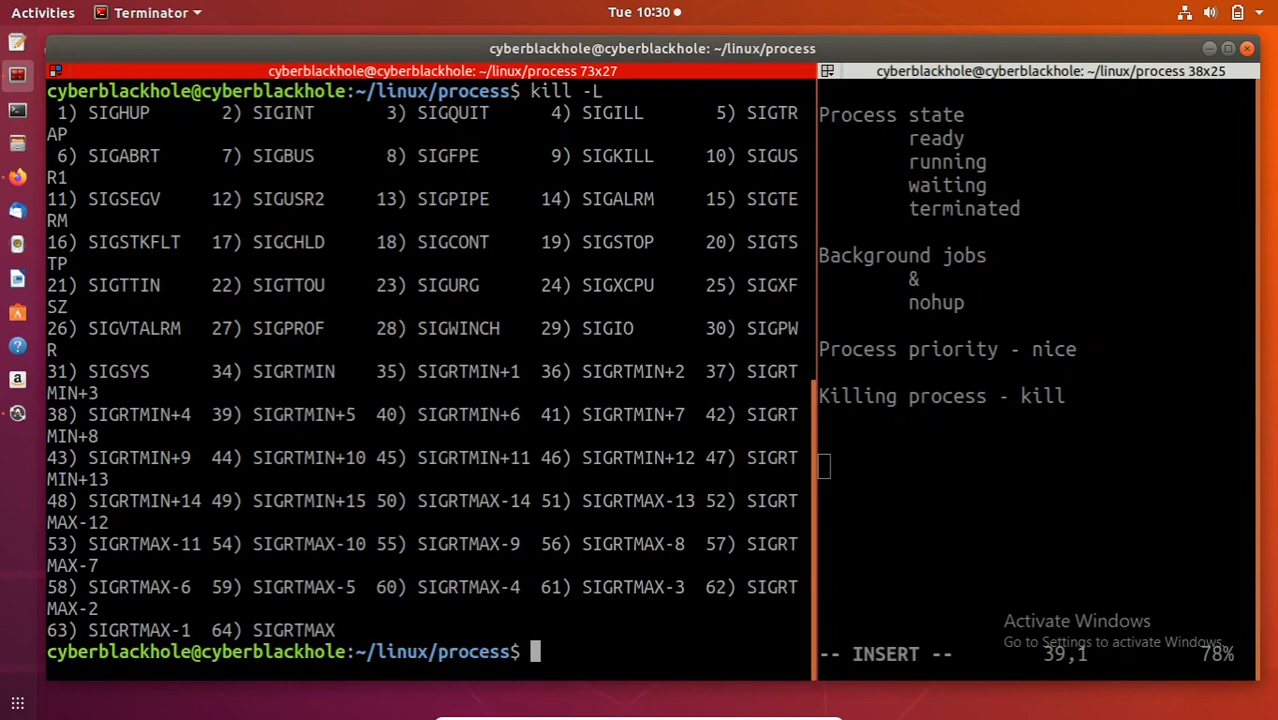 Activities Terminator Tue 10:30
cyberblackhole@cyberblackhole: ~/linux/process
cyberblackhole@cyberblackhole: ~/linux/process 73x27
cyberblackhole@cyberblackhole:~/linux/process$ kill -L
 1) SIGHUP 2) SIGINT 3) SIGQUIT 4) SIGILL 5) SIGTR
AP
 6) SIGABRT 7) SIGBUS 8) SIGFPE 9) SIGKILL 10) SIGUS
R1
11) SIGSEGV 12) SIGUSR2 13) SIGPIPE 14) SIGALRM 15) SIGTE
RM
16) SIGSTKFLT 17) SIGCHLD 18) SIGCONT 19) SIGSTOP 20) SIGTS
TP
21) SIGTTIN 22) SIGTTOU 23) SIGURG 24) SIGXCPU 25) SIGXF
SZ
26) SIGVTALRM 27) SIGPROF 28) SIGWINCH 29) SIGIO 30) SIGPW
R
31) SIGSYS 34) SIGRTMIN 35) SIGRTMIN+1 36) SIGRTMIN+2 37) SIGRT
MIN+3
38) SIGRTMIN+4 39) SIGRTMIN+5 40) SIGRTMIN+6 41) SIGRTMIN+7 42) SIGRT
MIN+8
43) SIGRTMIN+9 44) SIGRTMIN+10 45) SIGRTMIN+11 46) SIGRTMIN+12 47) SIGRT
MIN+13
48) SIGRTMIN+14 49) SIGRTMIN+15 50) SIGRTMAX-14 51) SIGRTMAX-13 52) SIGRT
MAX-12
53) SIGRTMAX-11 54) SIGRTMAX-10 55) SIGRTMAX-9 56) SIGRTMAX-8 57) SIGRT
MAX-7
58) SIGRTMAX-6 59) SIGRTMAX-5 60) SIGRTMAX-4 61) SIGRTMAX-3 62) SIGRT
MAX-2
63) SIGRTMAX-1 64) SIGRTMAX
cyberblackhole@cyberblackhole:~/linux/process$
cyberblackhole@cyberblackhole: ~/linux/process 38x25
Process state
ready
running
waiting
terminated
Background jobs
&
nohup
Process priority - nice
Killing process - kill
Activate Windows
Go to Settings to activate Windows.
-- INSERT -- 39,1 78%